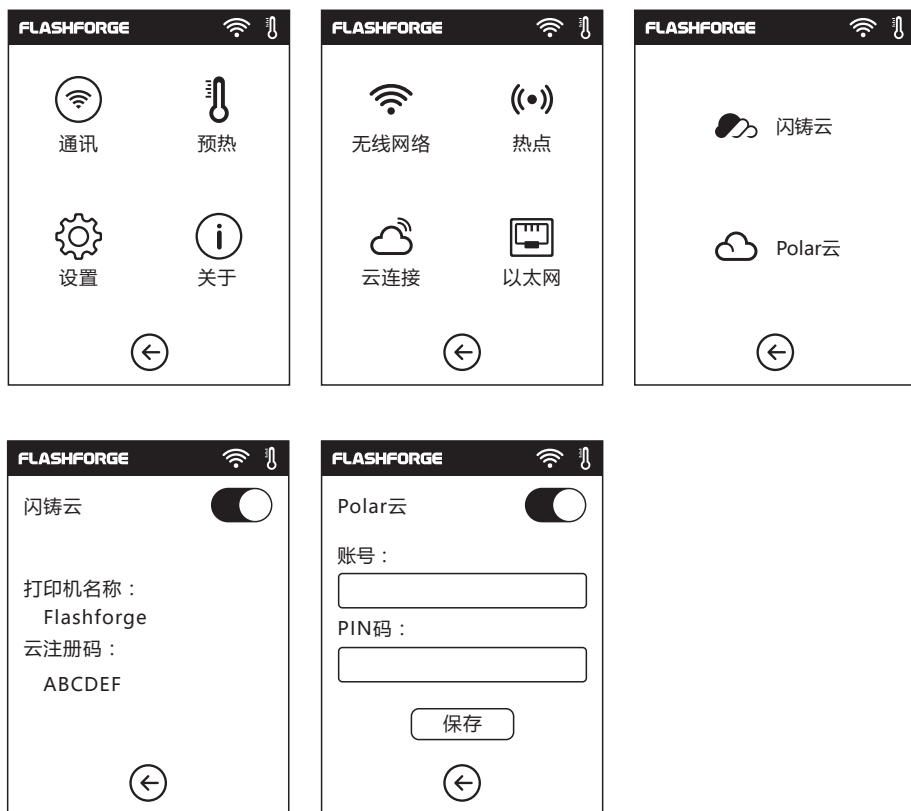 FLASHFORGE
通讯 预热
设置 关于
FLASHFORGE
无线网络 热点
云连接 以太网
FLASHFORGE
闪铸云
Polar云
FLASHFORGE
闪铸云
打印机名称：
Flashforge
云注册码：
ABCDEF
FLASHFORGE
Polar云
账号：
PIN码：
保存